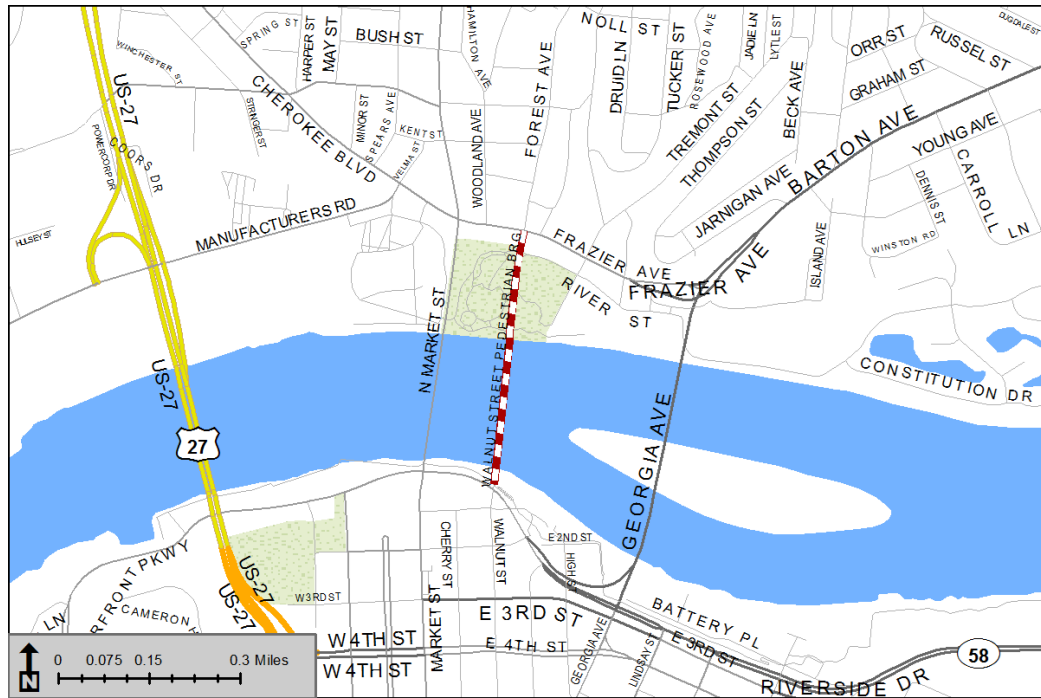 SPRING ST
HARPER ST
MAY ST
BUSH ST
HAMILTON AVE
FOREST AVE
NOLL ST
DRUID LN
TUCKER ST
ROSEWOOD AVE
JADIE LN
LYTLE ST
BECK AVE
ORR ST
RUSSEL ST
DUGDALE ST
GRAHAM ST
WINCHESTER ST
US-27
STRINGER ST
CHEROKEE BLVD
MINOR ST
SPEARS AVE
KENT ST
VELMA ST
WOODLAND AVE
TREMONT ST
THOMPSON ST
BARTON AVE
YOUNG AVE
CARROLL LN
DENNIS ST
WINSTON RD
POWERCORP DR
COORS DR
HULSEY ST
MANUFACTURERS RD
JARNIGAN AVE
ISLAND AVE
FRAZIER AVE
FRAZIER AVE
RIVER ST
N MARKET ST
WALNUT STREET PEDESTRIAN BRG
US-27
27
GEORGIA AVE
CONSTITUTION DR
CHERRY ST
WALNUT ST
E 2ND ST
HIGH ST
RFRONT PKWY
US-27
US-27
W 3RD ST
MARKET ST
E 3RD ST
BATTERY PL
LN
CAMERON H
W 4TH ST
E 4TH ST
GEORGIA AVE
LINDSAY ST
E 3RD ST
58
W 4TH ST
RIVERSIDE DR
N
0 0.075 0.15 0.3 Miles